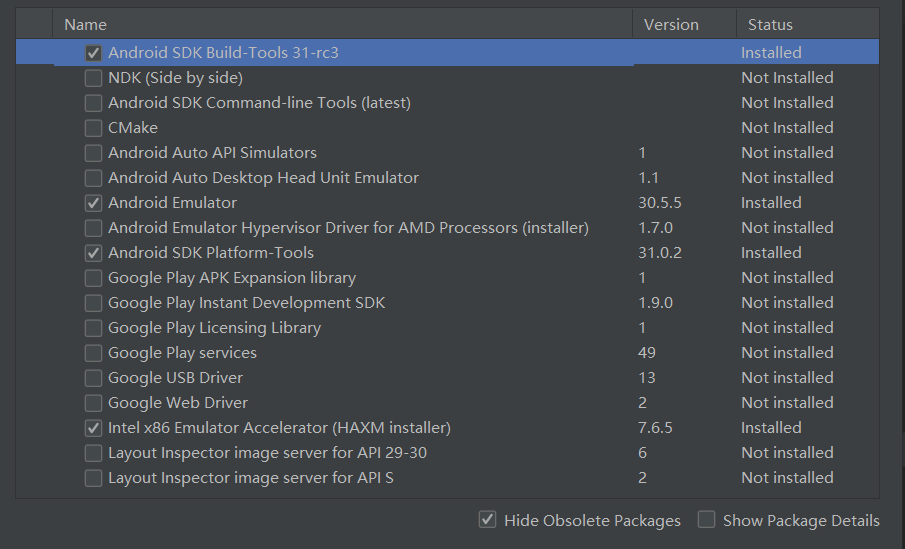 Name Version Status
Android SDK Build-Tools 31-rc3 Installed
NDK (Side by side) Not Installed
Android SDK Command-line Tools (latest) Not Installed
CMake Not Installed
Android Auto API Simulators 1 Not installed
Android Auto Desktop Head Unit Emulator 1.1 Not installed
Android Emulator 30.5.5 Installed
Android Emulator Hypervisor Driver for AMD Processors (installer) 1.7.0 Not installed
Android SDK Platform-Tools 31.0.2 Installed
Google Play APK Expansion library 1 Not installed
Google Play Instant Development SDK 1.9.0 Not installed
Google Play Licensing Library 1 Not installed
Google Play services 49 Not installed
Google USB Driver 13 Not installed
Google Web Driver 2 Not installed
Intel x86 Emulator Accelerator (HAXM installer) 7.6.5 Installed
Layout Inspector image server for API 29-30 6 Not installed
Layout Inspector image server for API S 2 Not installed
Hide Obsolete Packages Show Package Details